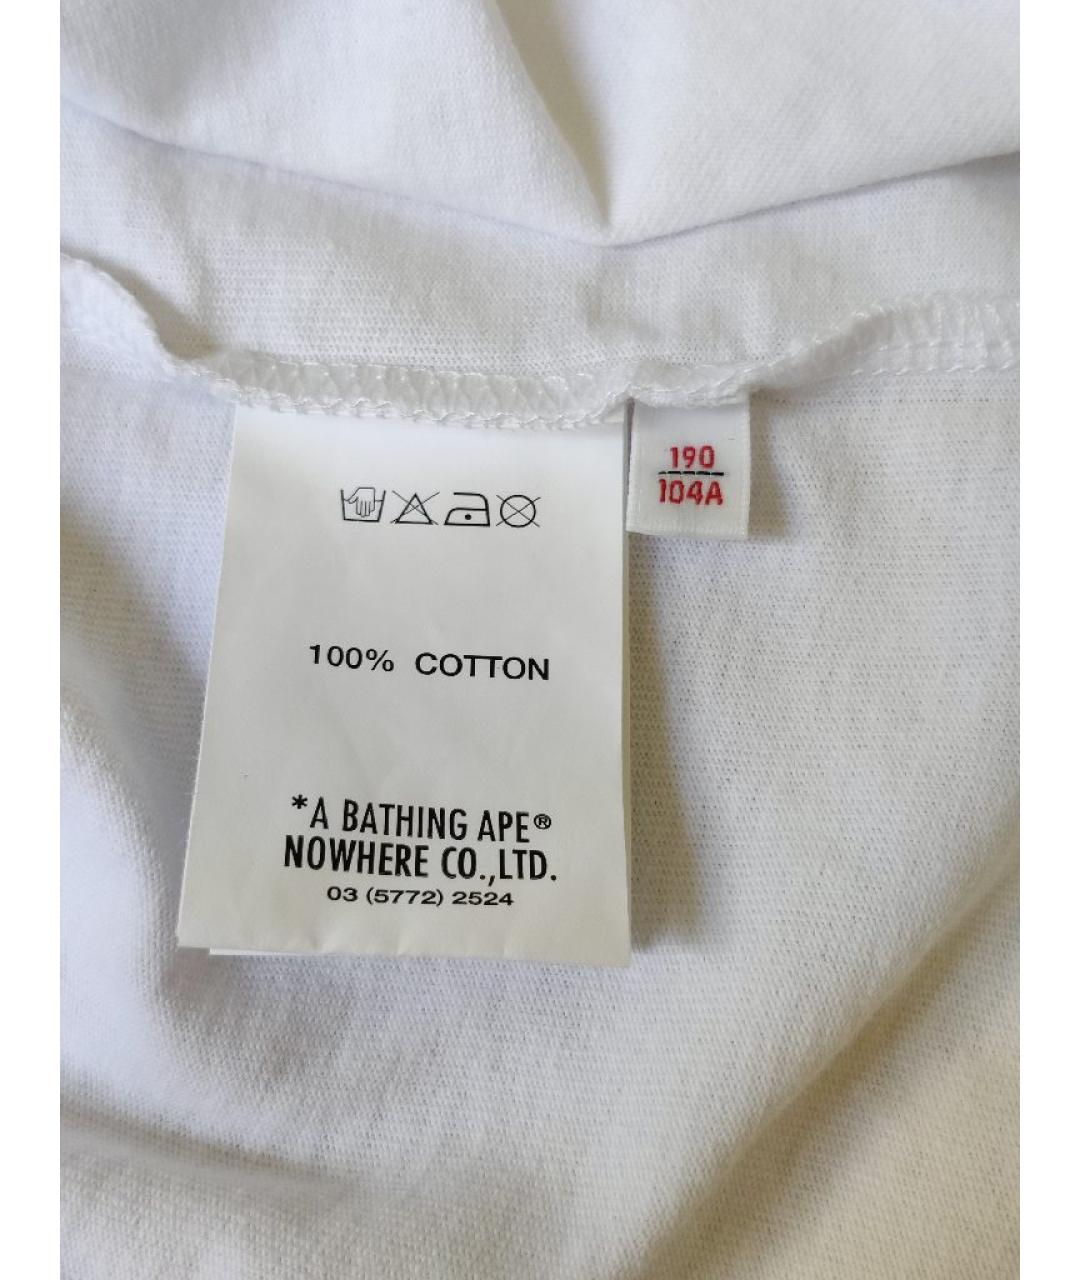 190
104A
100% COTTON
*A BATHING APE®
NOWHERE CO.,LTD.
03 (5772) 2524